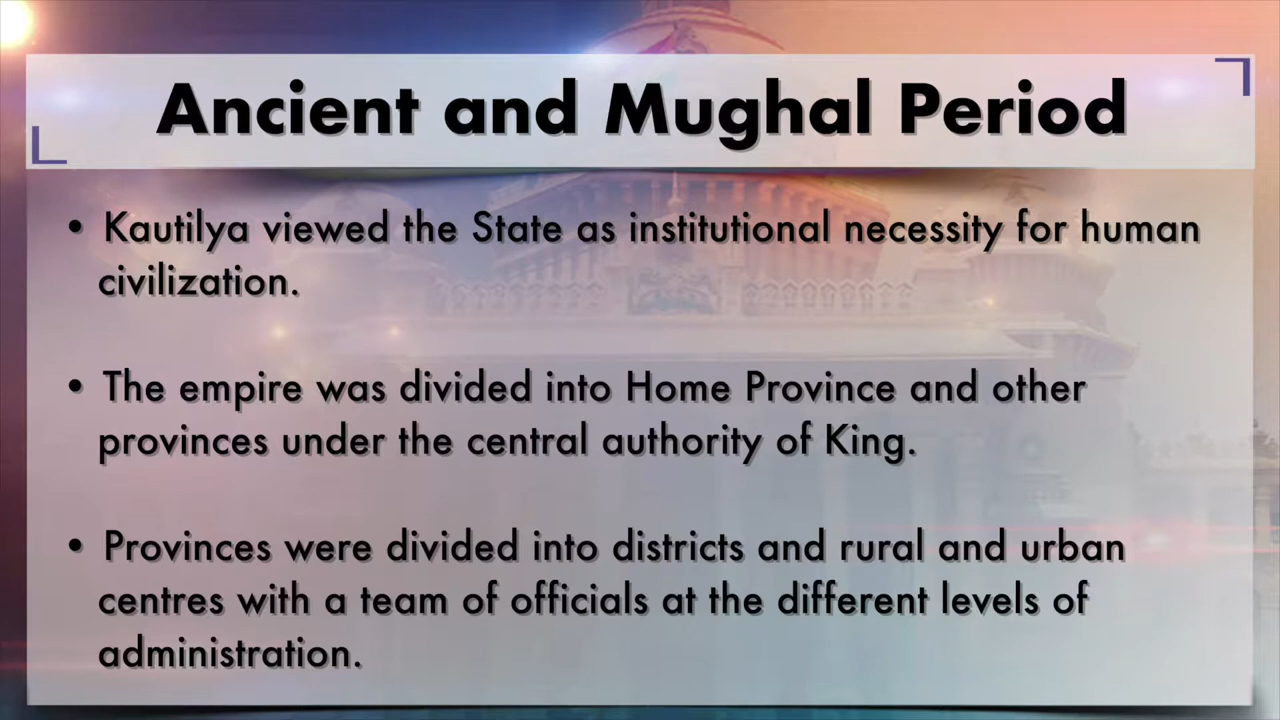 Ancient and Mughal Period
• Kautilya viewed the State as institutional necessity for human
civilization.
• The empire was divided into Home Province and other
provinces under the central authority of King.
• Provinces were divided into districts and rural and urban
centres with a team of officials at the different levels of
administration.